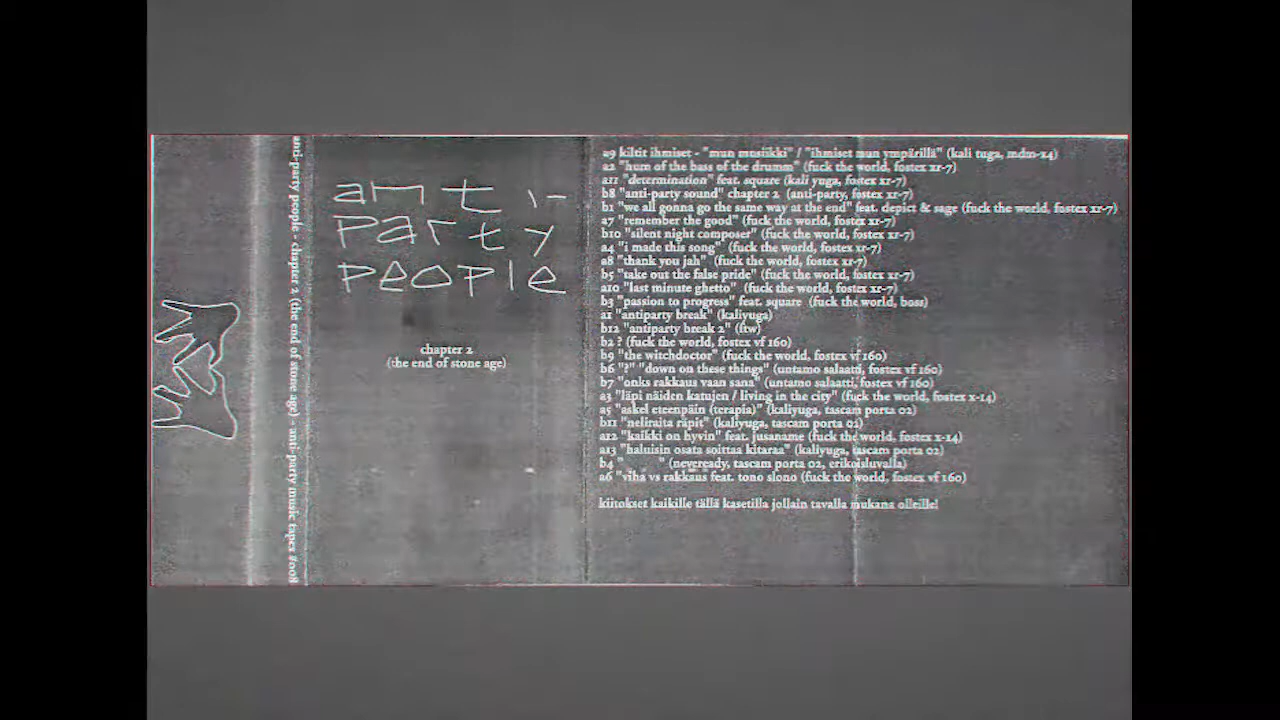 anti-party people - chapter 2 (the end of stone age) - anti-party music tapes #008
anti-
party
people
chapter 2
(the end of stone age)
a9 kiltit ihmiset - "mun musiikki" / "ihmiset mun ympärillä" (kali tuga, mdm-14)
a2 "hum of the bass of the drumm" (fuck the world, fostex xr-7)
a11 "determination" feat. square (kali yuga, fostex xr-7)
b8 "anti-party sound" chapter 2 (anti-party, fostex xr-7)
b1 "we all gonna go the same way at the end" feat. depict & sage (fuck the world, fostex xr-7)
a7 "remember the good" (fuck the world, fostex xr-7)
b10 "silent night composer" (fuck the world, fostex xr-7)
a4 "i made this song" (fuck the world, fostex xr-7)
a8 "thank you jah" (fuck the world, fostex xr-7)
b5 "take out the false pride" (fuck the world, fostex xr-7)
a10 "last minute ghetto" (fuck the world, fostex xr-7)
b3 "passion to progress" feat. square (fuck the world, boss)
a1 "antiparty break" (kaliyuga)
b12 "antiparty break 2" (ftw)
b2 ? (fuck the world, fostex vf 160)
b9 "the witchdoctor" (fuck the world, fostex vf 160)
b6 "?" "down on these things" (untamo salaatti, fostex vf 160)
b7 "onks rakkaus vaan sana" (untamo salaatti, fostex vf 160)
a3 "läpi näiden katujen / living in the city" (fuck the world, fostex x-14)
a5 "askel eteenpäin (terapia)" (kaliyuga, tascam porta 02)
b11 "neliraita räpit" (kaliyuga, tascam porta 02)
a12 "kaikki on hyvin" feat. jusaname (fuck the world, fostex x-14)
a13 "haluisin osata soittaa kitaraa" (kaliyuga, tascam porta 02)
b4 " " (neveready, tascam porta 02, erikoisluvalla)
a6 "viha vs rakkaus feat. tono slono (fuck the world, fostex vf 160)
kiitokset kaikille tällä kasetilla jollain tavalla mukana olleille!